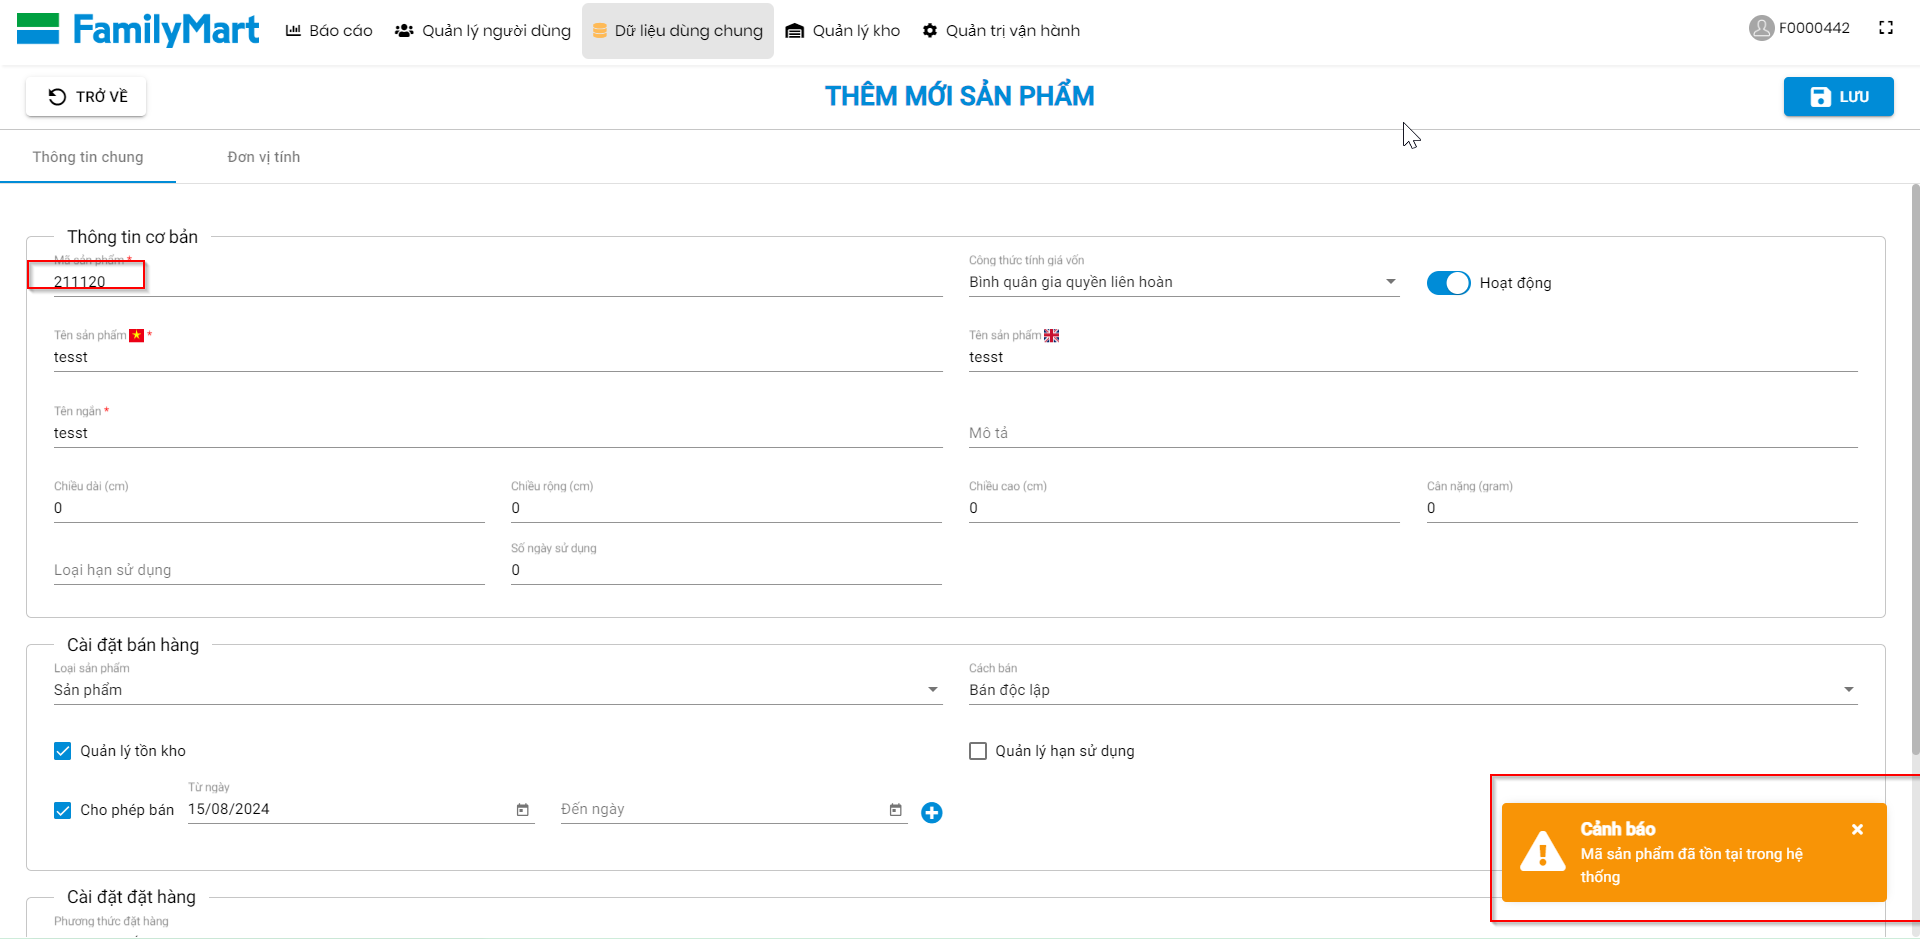 FamilyMart
Báo cáo
Quản lý người dùng
Dữ liệu dùng chung
Quản lý kho
Quản trị vận hành
F0000442
TRỞ VỀ
THÊM MỚI SẢN PHẨM
LƯU
Thông tin chung
Đơn vị tính
Thông tin cơ bản
Mã sản phẩm *
211120
Công thức tính giá vốn
Bình quân gia quyền liên hoàn
Hoạt động
Tên sản phẩm *
tesst
Tên sản phẩm
tesst
Tên ngắn *
tesst
Mô tả
Chiều dài (cm)
0
Chiều rộng (cm)
0
Chiều cao (cm)
0
Cân nặng (gram)
0
Loại hạn sử dụng
Số ngày sử dụng
0
Cài đặt bán hàng
Loại sản phẩm
Sản phẩm
Cách bán
Bán độc lập
Quản lý tồn kho
Quản lý hạn sử dụng
Cho phép bán
Từ ngày
15/08/2024
Đến ngày
Cảnh báo
Mã sản phẩm đã tồn tại trong hệ
thống
Cài đặt đặt hàng
Phương thức đặt hàng